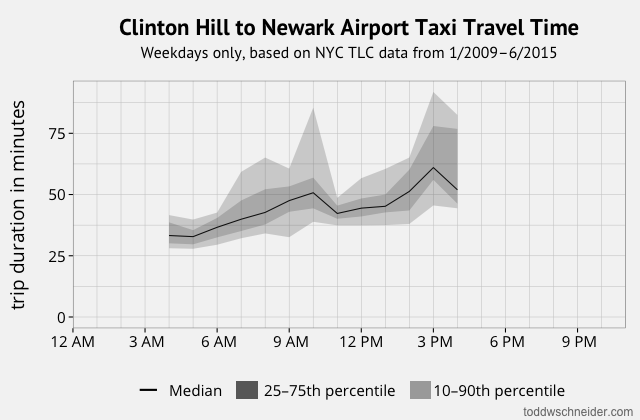 Clinton Hill to Newark Airport Taxi Travel Time
Weekdays only, based on NYC TLC data from 1/2009–6/2015
trip duration in minutes
75
50
25
0
12 AM 3 AM 6 AM 9 AM 12 PM 3 PM 6 PM 9 PM
Median 25–75th percentile 10–90th percentile
toddwschneider.com